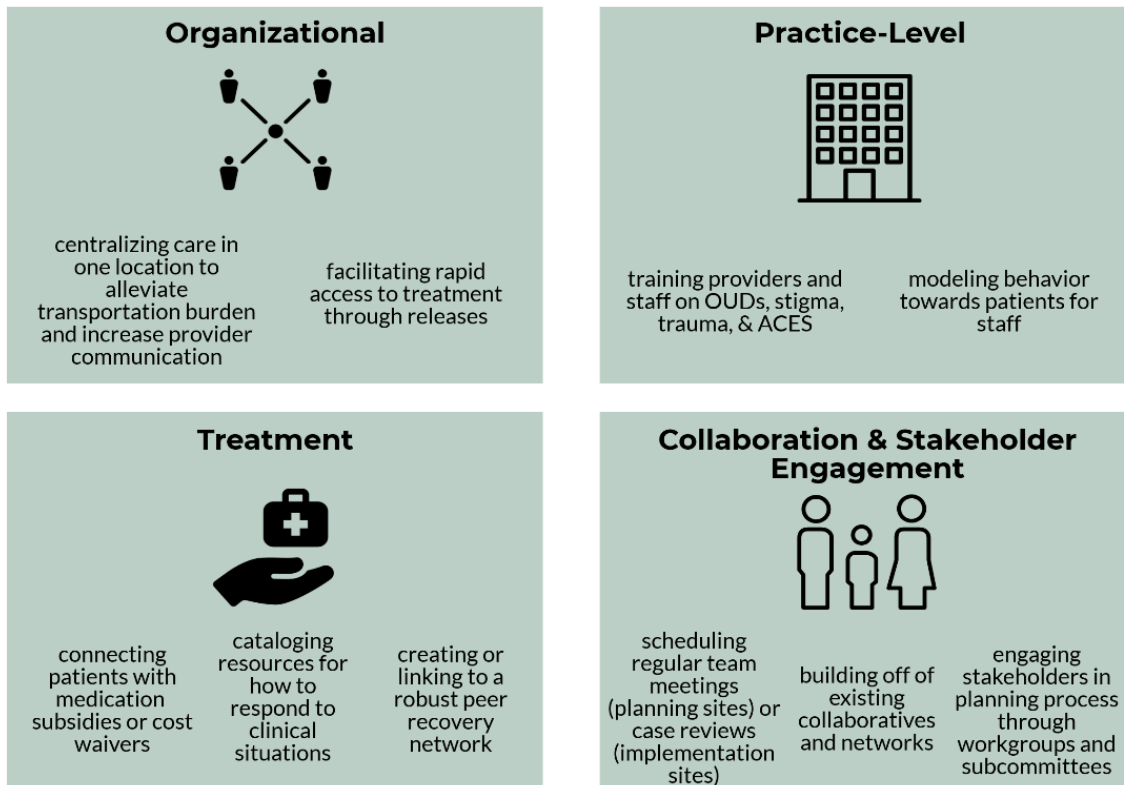 Organizational
centralizing care in
one location to
alleviate
transportation burden
and increase provider
communication
facilitating rapid
access to treatment
through releases
Practice-Level
training providers and
staff on OUDs, stigma,
trauma, & ACES
modeling behavior
towards patients for
staff
Treatment
connecting
patients with
medication
subsidies or cost
waivers
cataloging
resources for
how to
respond to
clinical
situations
creating or
linking to a
robust peer
recovery
network
Collaboration & Stakeholder
Engagement
scheduling
regular team
meetings
(planning sites) or
case reviews
(implementation
sites)
building off of
existing
collaboratives
and networks
engaging
stakeholders in
planning process
through
workgroups and
subcommittees